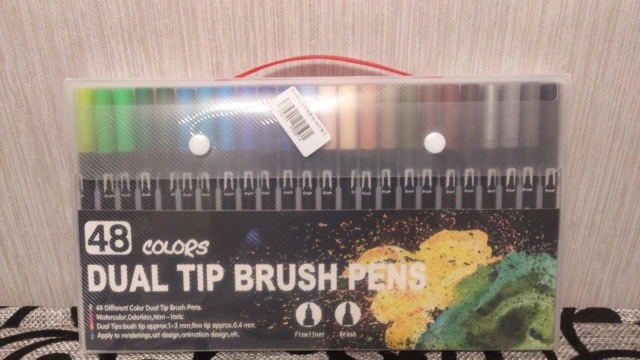 48 COLORS
DUAL TIP BRUSH PENS
48 Different Color Dual Tip Brush Pens.
Watercolor, Odorless, Non-toxic.
Dual Tips: bush tip approx.1-2 mm; fine tip approx.0.4 mm.
Apply to renderings, art design, animation design, etc.
Fineliner Brush